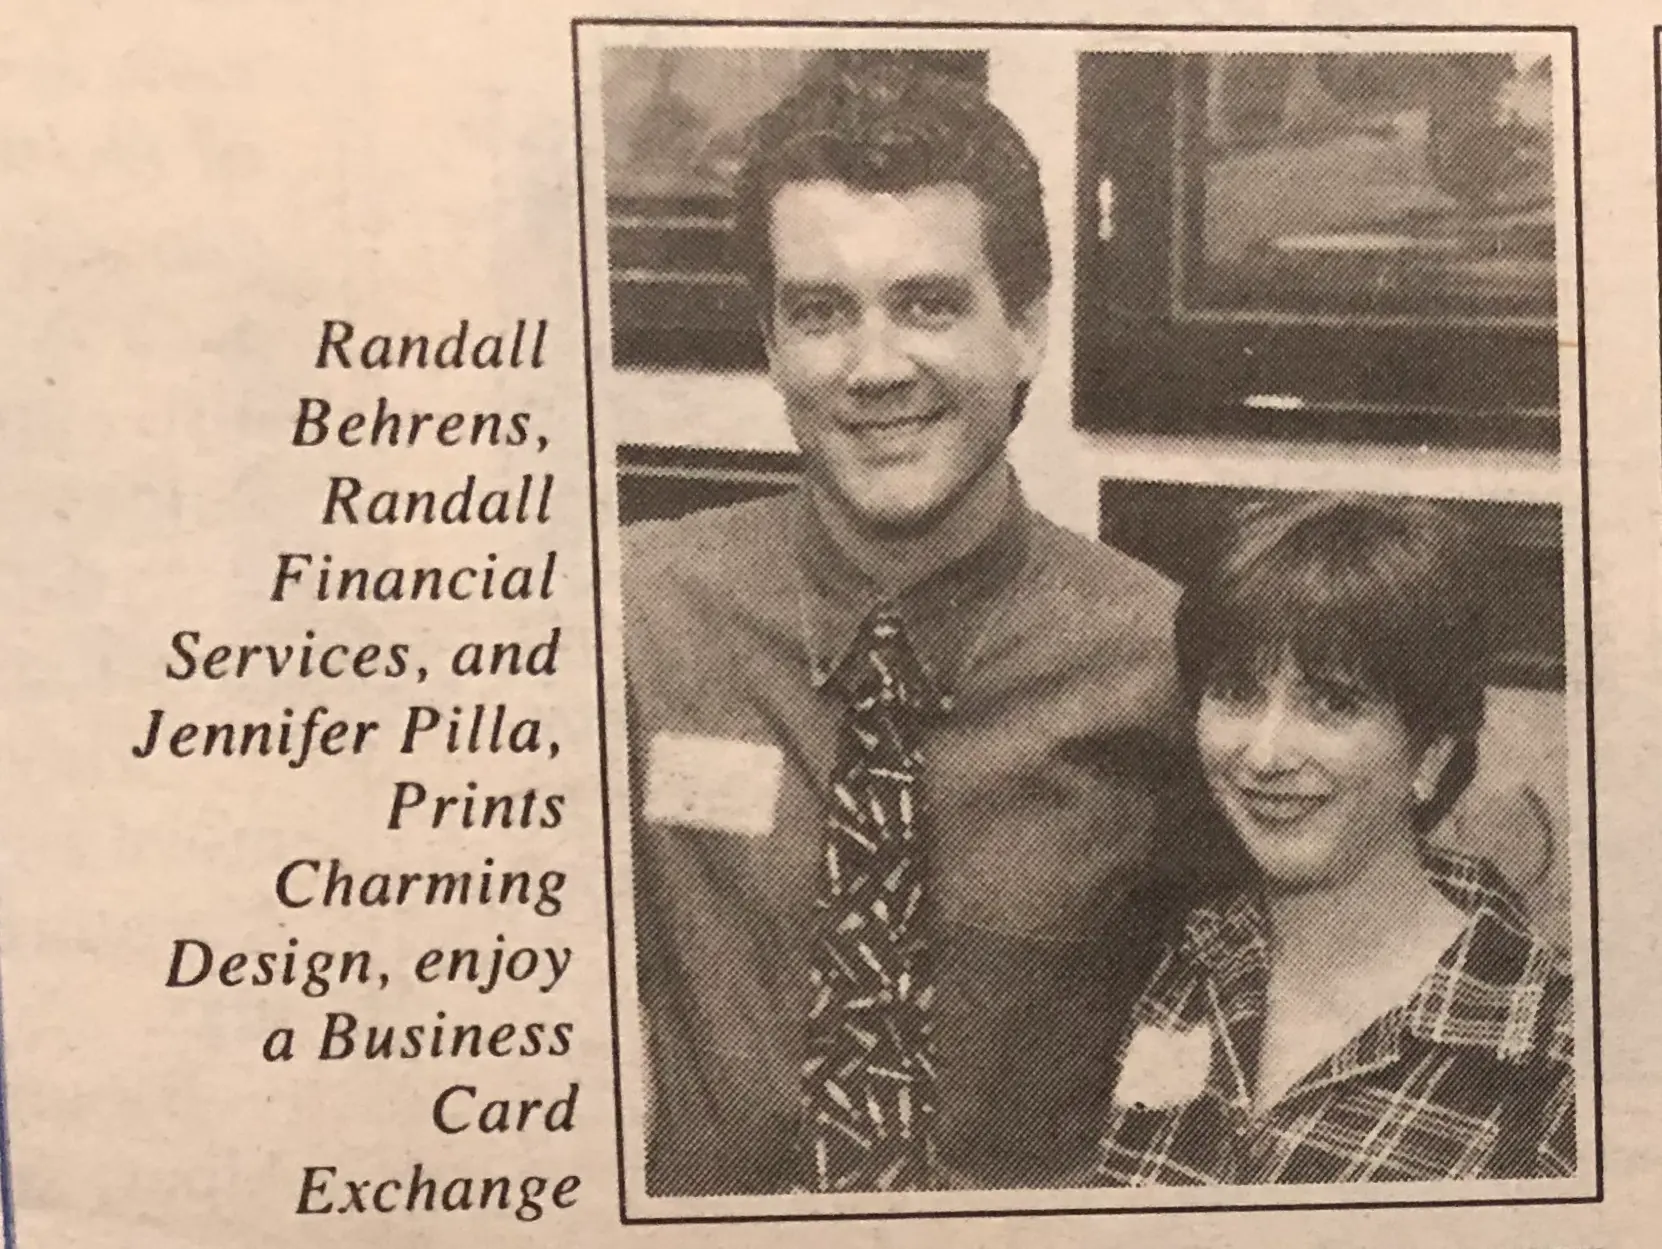 Randall
Behrens,
Randall
Financial
Services, and
Jennifer Pilla,
Prints
Charming
Design, enjoy
a Business
Card
Exchange